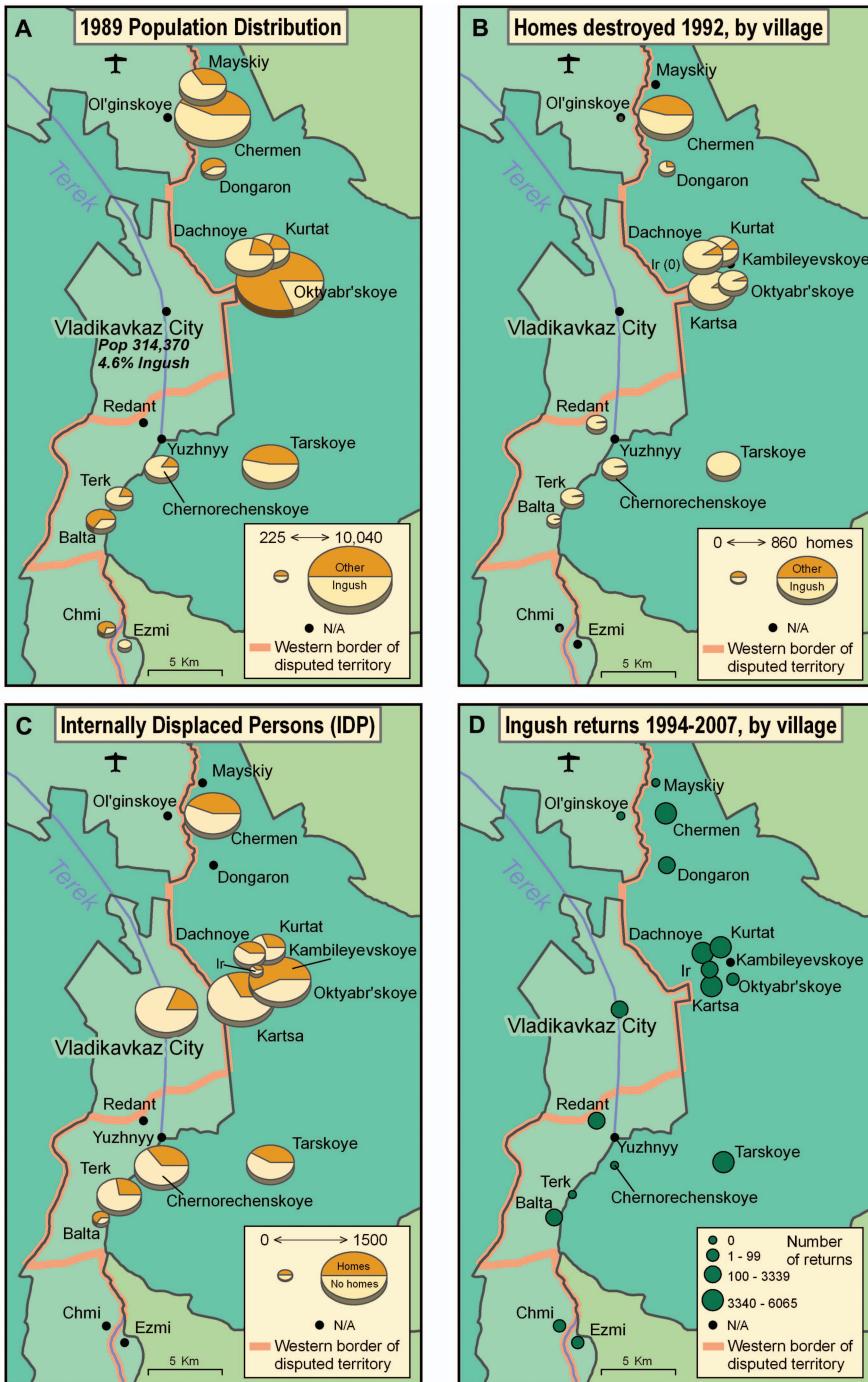 A
1989 Population Distribution
Mayskiy
Ol'ginskoye
Chermen
Dongaron
Terek
Dachnoye
Kurtat
Oktyabr'skoye
Vladikavkaz City
Pop 314,370
4.6% Ingush
Redant
Yuzhnyy
Tarskoye
Terk
Chernorechenskoye
Balta
Chmi
Ezmi
225
10,040
Other
Ingush
N/A
Western border of
disputed territory
5 Km
B
Homes destroyed 1992, by village
Mayskiy
Ol'ginskoye
Chermen
Dongaron
Terek
Dachnoye
Kurtat
Ir (0)
Kambileyevskoye
Oktyabr'skoye
Kartsa
Vladikavkaz City
Redant
Yuzhnyy
Tarskoye
Terk
Chernorechenskoye
Balta
Chmi
Ezmi
0
860 homes
Other
Ingush
N/A
Western border of
disputed territory
5 Km
C
Internally Displaced Persons (IDP)
Mayskiy
Ol'ginskoye
Chermen
Terek
Dongaron
Dachnoye
Kurtat
Kambileyevskoye
Ir
Oktyabr'skoye
Kartsa
Vladikavkaz City
Redant
Yuzhnyy
Tarskoye
Terk
Chernorechenskoye
Balta
Chmi
Ezmi
0
1500
Homes
No homes
N/A
Western border of
disputed territory
5 Km
D
Ingush returns 1994-2007, by village
Mayskiy
Ol'ginskoye
Chermen
Terek
Dongaron
Dachnoye
Kurtat
Kambileyevskoye
Ir
Oktyabr'skoye
Kartsa
Vladikavkaz City
Redant
Yuzhnyy
Tarskoye
Terk
Chernorechenskoye
Balta
Chmi
Ezmi
Number
of returns
0
1 - 99
100 - 3339
3340 - 6065
N/A
Western border of
disputed territory
5 Km